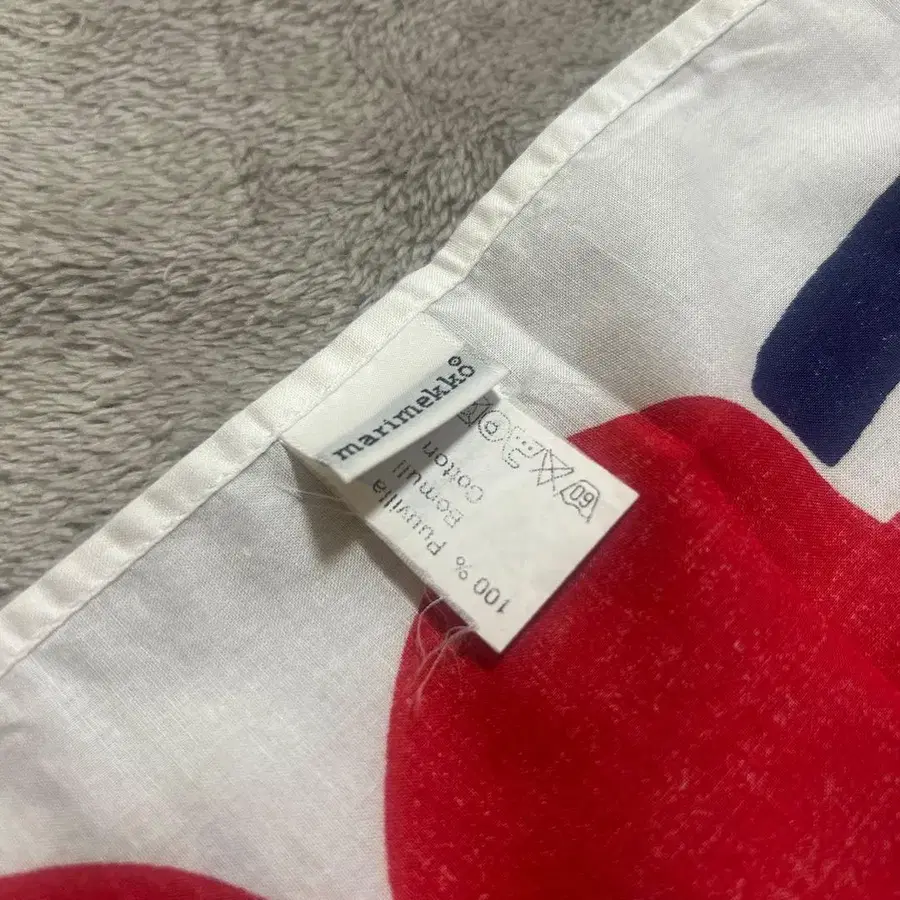 marimekko®
60
100 % Puuvilla
Bomull
Cotton